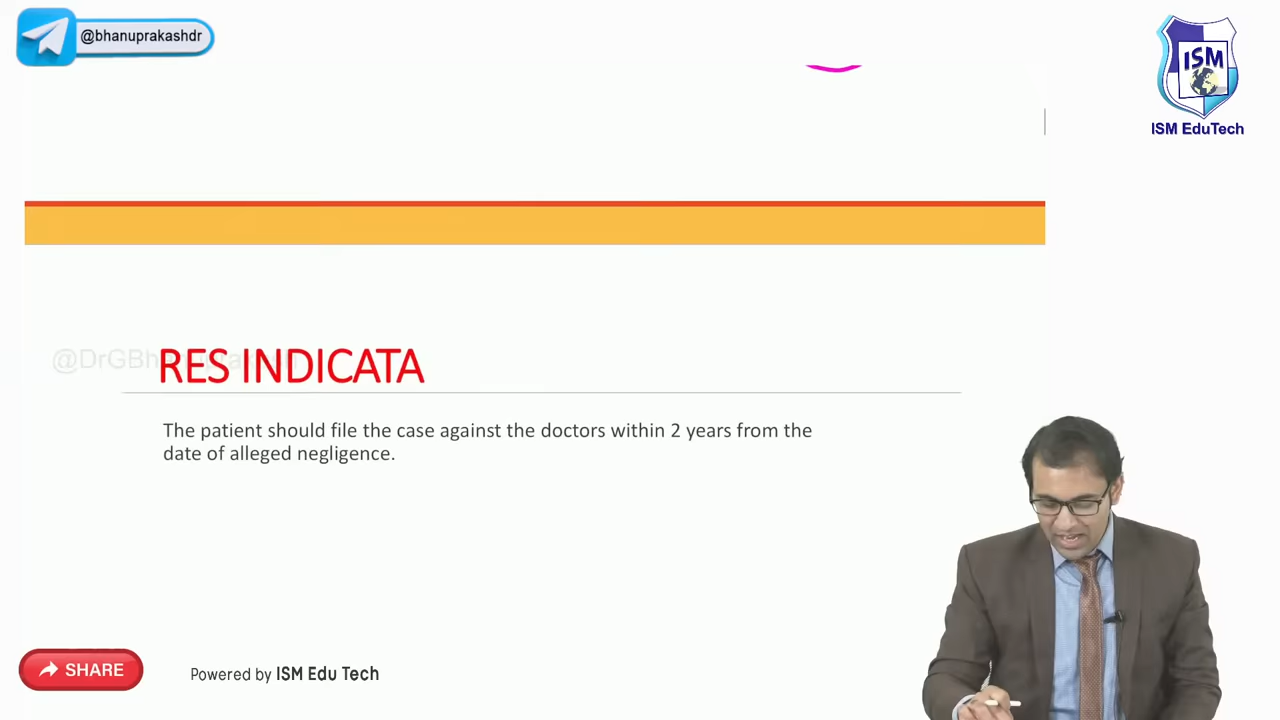 @bhanuprakashdr
ISM
ISM EduTech
RES INDICATA
The patient should file the case against the doctors within 2 years from the
date of alleged negligence.
SHARE
Powered by ISM Edu Tech